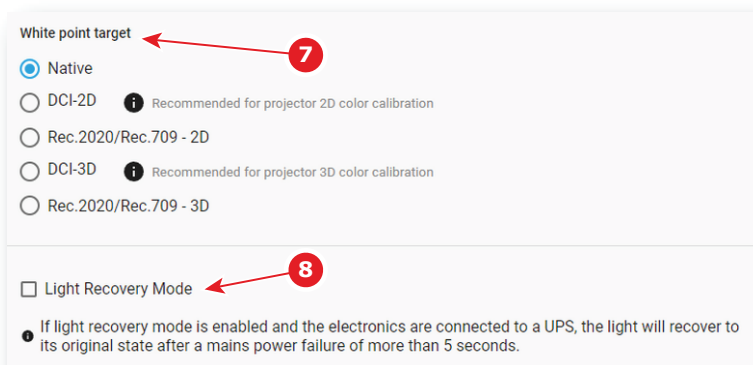 White point target
7
Native
DCI-2D Recommended for projector 2D color calibration
Rec.2020/Rec.709 - 2D
DCI-3D Recommended for projector 3D color calibration
Rec.2020/Rec.709 - 3D
8
Light Recovery Mode
If light recovery mode is enabled and the electronics are connected to a UPS, the light will recover to
its original state after a mains power failure of more than 5 seconds.